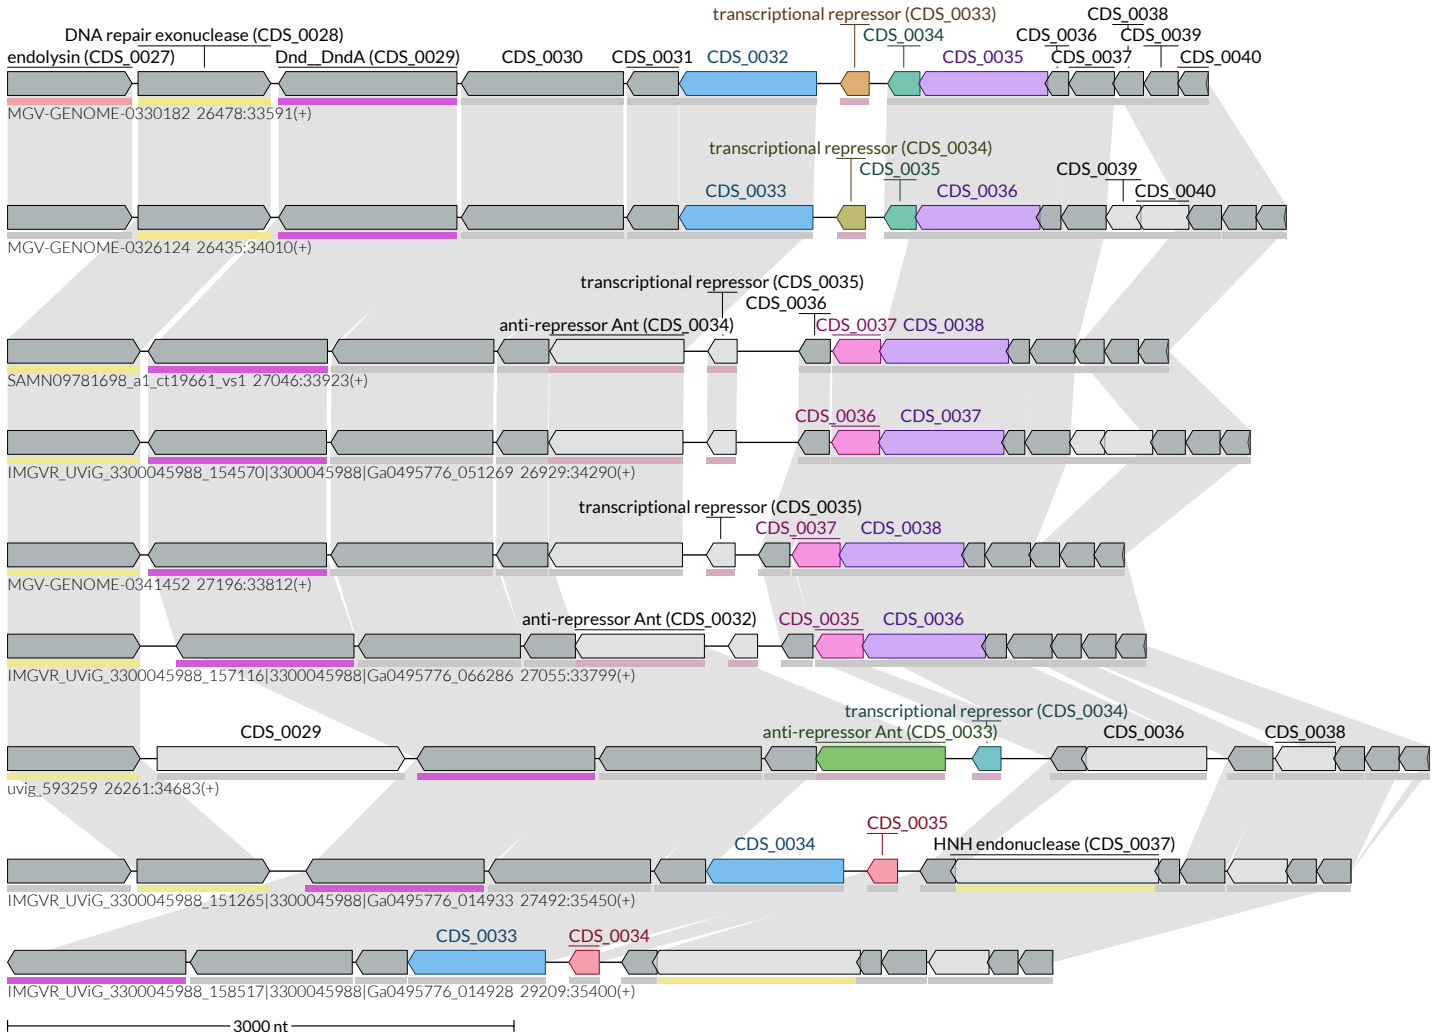 transcriptional repressor (CDS_0033)
CDS_0038
DNA repair exonuclease (CDS_0028)
CDS_0034
CDS_0036
CDS_0039
endolysin (CDS_0027)
Dnd__DndA (CDS_0029)
CDS_0030
CDS_0031
CDS_0032
CDS_0035
CDS_0037
CDS_0040
MGV-GENOME-0330182 26478:33591(+)
transcriptional repressor (CDS_0034)
CDS_0035
CDS_0039
CDS_0033
CDS_0036
CDS_0040
MGV-GENOME-0326124 26435:34010(+)
transcriptional repressor (CDS_0035)
CDS_0036
anti-repressor Ant (CDS_0034)
CDS_0037
CDS_0038
SAMN09781698_a1_ct19661_vs1 27046:33923(+)
CDS_0036
CDS_0037
IMGVR_UViG_3300045988_154570|3300045988|Ga0495776_051269 26929:34290(+)
transcriptional repressor (CDS_0035)
CDS_0037
CDS_0038
MGV-GENOME-0341452 27196:33812(+)
anti-repressor Ant (CDS_0032)
CDS_0035
CDS_0036
IMGVR_UViG_3300045988_157116|3300045988|Ga0495776_066286 27055:33799(+)
transcriptional repressor (CDS_0034)
CDS_0029
anti-repressor Ant (CDS_0033)
CDS_0036
CDS_0038
uvig_593259 26261:34683(+)
CDS_0035
CDS_0034
HNH endonuclease (CDS_0037)
IMGVR_UViG_3300045988_151265|3300045988|Ga0495776_014933 27492:35450(+)
CDS_0033
CDS_0034
IMGVR_UViG_3300045988_158517|3300045988|Ga0495776_014928 29209:35400(+)
3000 nt